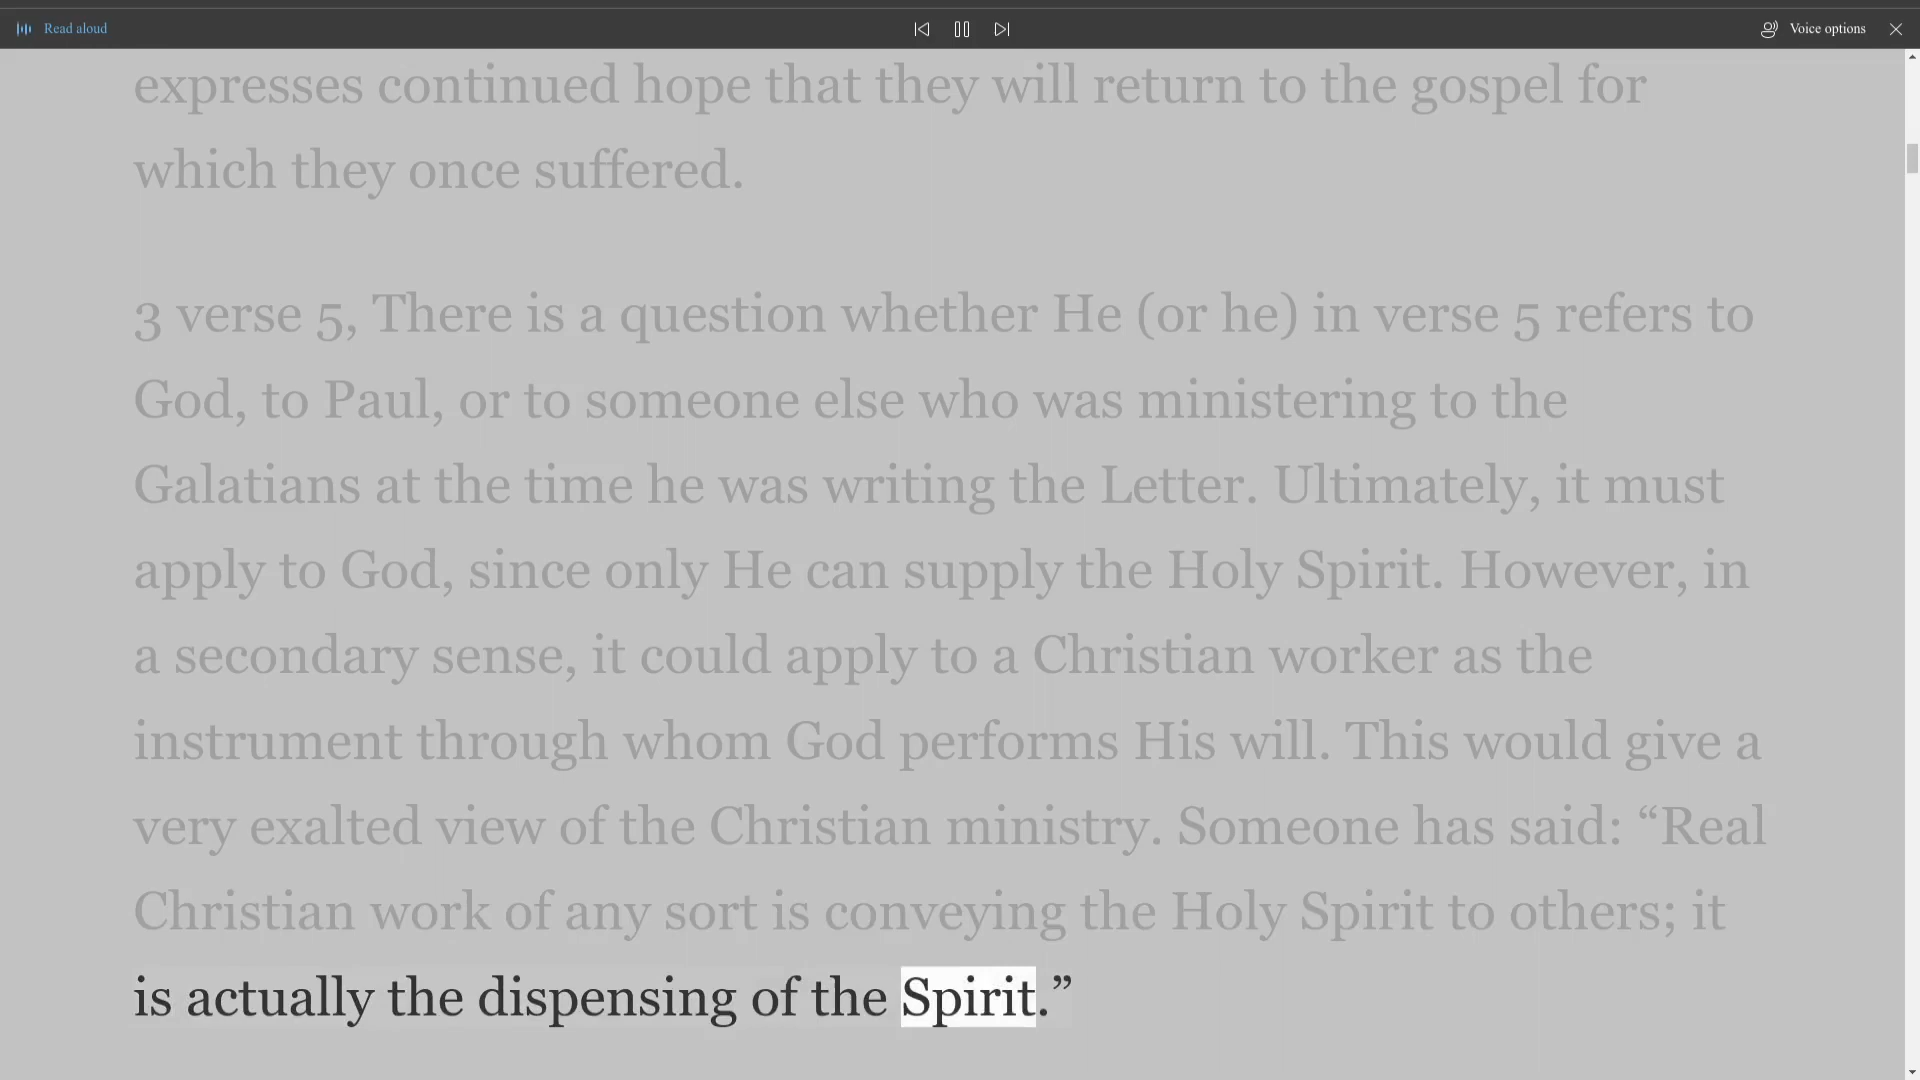 Read aloud
Voice options
expresses continued hope that they will return to the gospel for
which they once suffered.
3 verse 5, There is a question whether He (or he) in verse 5 refers to
God, to Paul, or to someone else who was ministering to the
Galatians at the time he was writing the Letter. Ultimately, it must
apply to God, since only He can supply the Holy Spirit. However, in
a secondary sense, it could apply to a Christian worker as the
instrument through whom God performs His will. This would give a
very exalted view of the Christian ministry. Someone has said: “Real
Christian work of any sort is conveying the Holy Spirit to others; it
is actually the dispensing of the Spirit.”